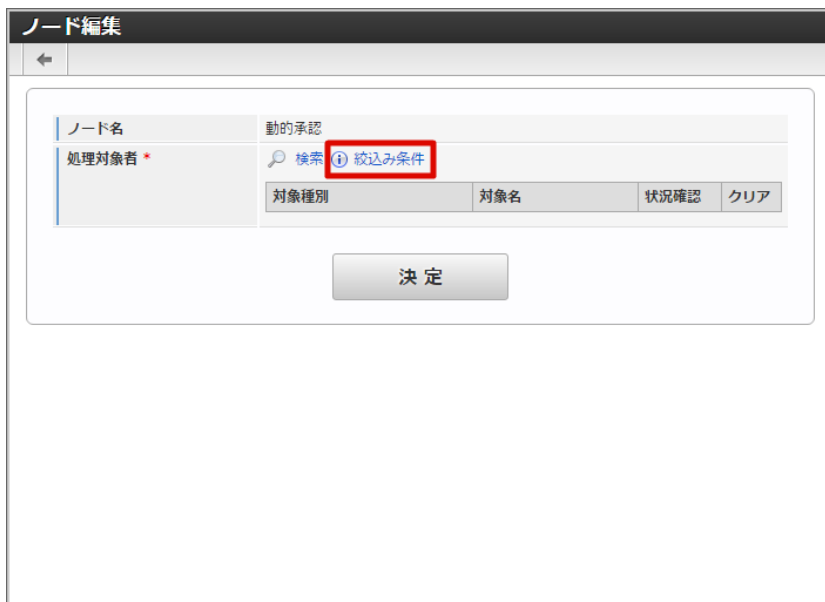 ノード編集
ノード名 動的承認
処理対象者 * 検索 絞込み条件
対象種別 対象名 状況確認 クリア
決定